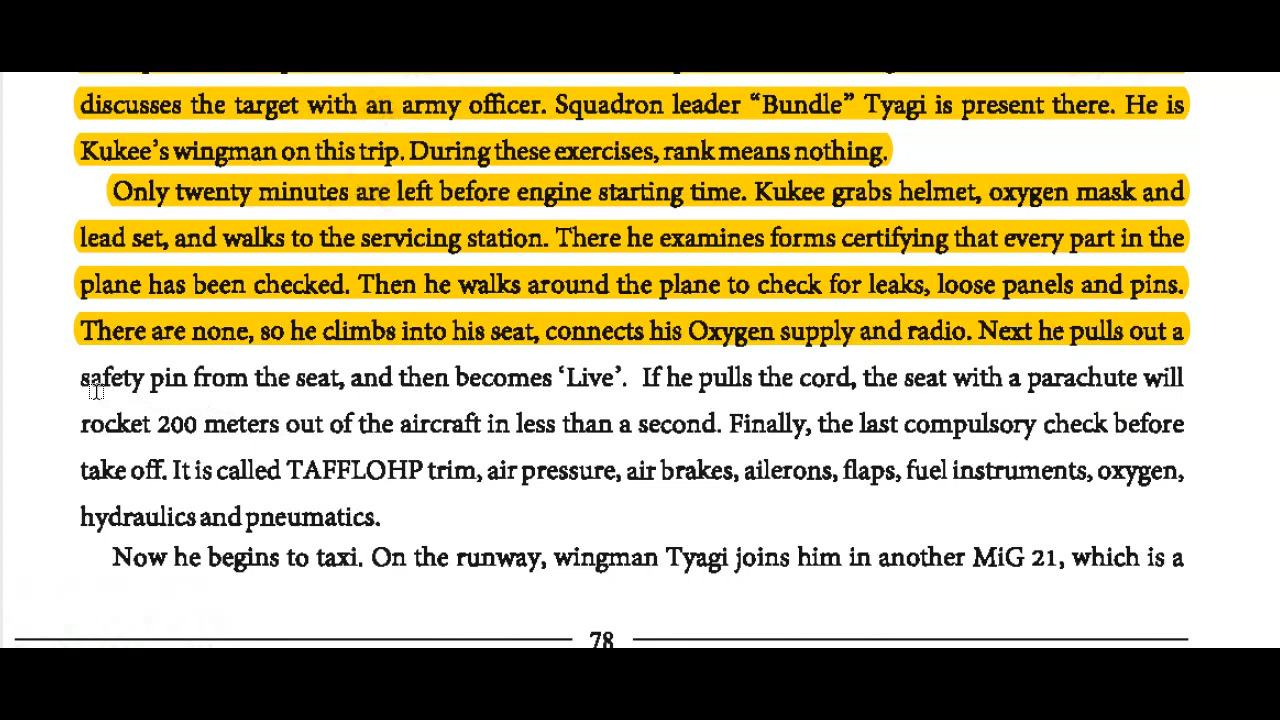 discusses the target with an army officer. Squadron leader “Bundle” Tyagi is present there. He is
Kukee’s wingman on this trip. During these exercises, rank means nothing.
Only twenty minutes are left before engine starting time. Kukee grabs helmet, oxygen mask and
lead set, and walks to the servicing station. There he examines forms certifying that every part in the
plane has been checked. Then he walks around the plane to check for leaks, loose panels and pins.
There are none, so he climbs into his seat, connects his Oxygen supply and radio. Next he pulls out a
safety pin from the seat, and then becomes ‘Live’. If he pulls the cord, the seat with a parachute will
rocket 200 meters out of the aircraft in less than a second. Finally, the last compulsory check before
take off. It is called TAFFLOHP trim, air pressure, air brakes, ailerons, flaps, fuel instruments, oxygen,
hydraulics and pneumatics.
Now he begins to taxi. On the runway, wingman Tyagi joins him in another MiG 21, which is a
78